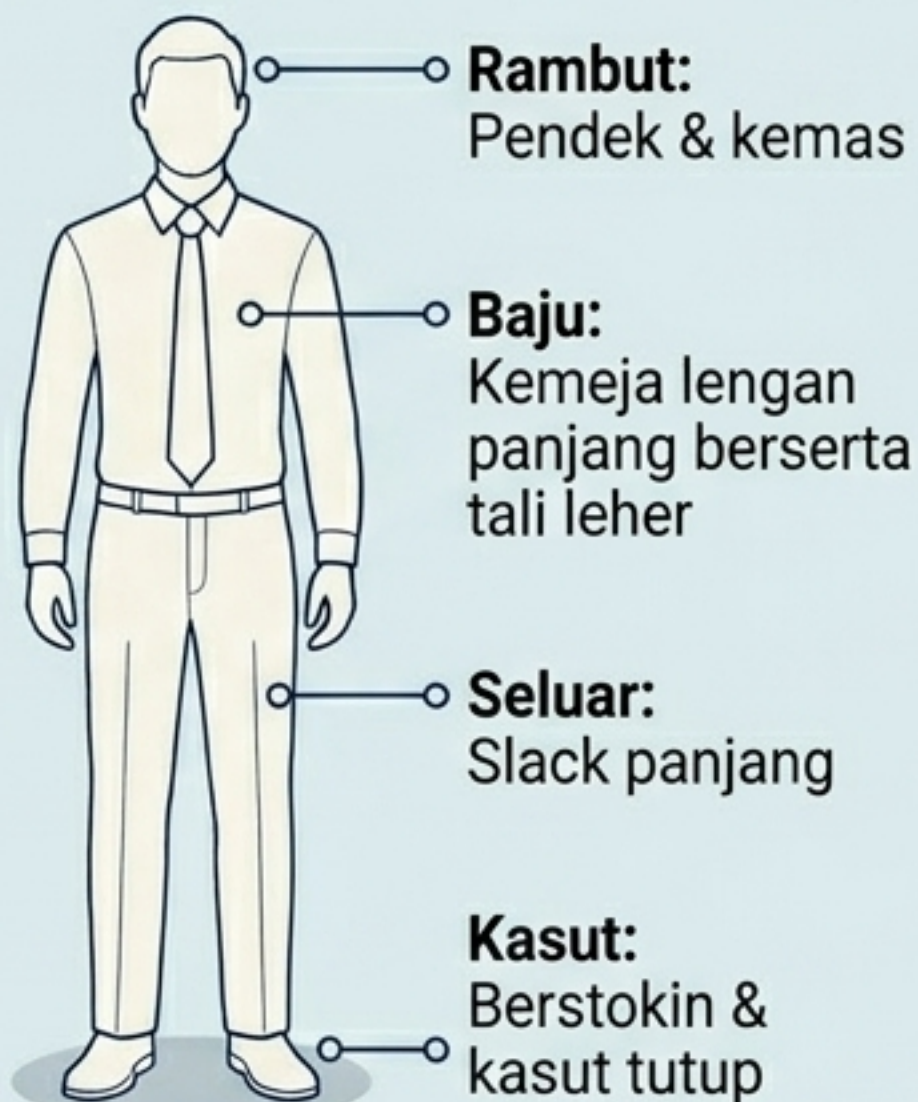 Rambut:
Pendek & kemas
Baju:
Kemeja lengan
panjang berserta
tali leher
Seluar:
Slack panjang
Kasut:
Berstokin &
kasut tutup